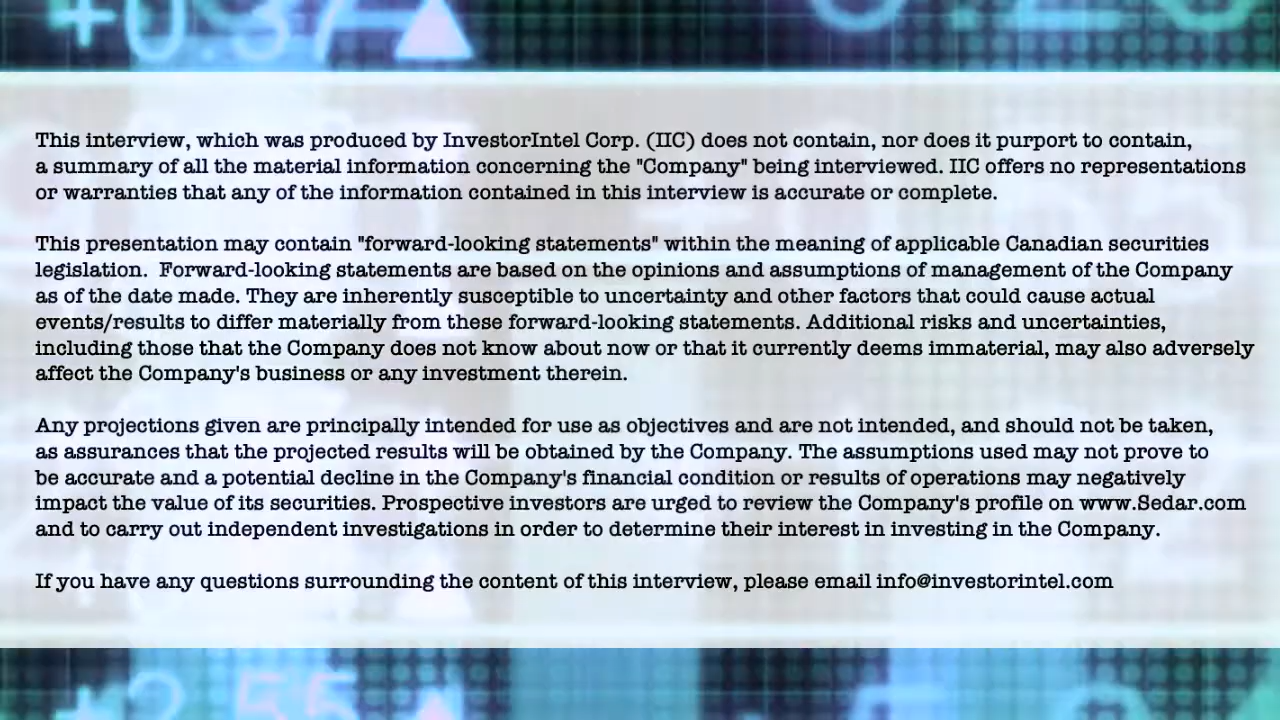 +0.37
This interview, which was produced by InvestorIntel Corp. (IIC) does not contain, nor does it purport to contain,
a summary of all the material information concerning the "Company" being interviewed. IIC offers no representations
or warranties that any of the information contained in this interview is accurate or complete.
This presentation may contain "forward-looking statements" within the meaning of applicable Canadian securities
legislation.  Forward-looking statements are based on the opinions and assumptions of management of the Company
as of the date made. They are inherently susceptible to uncertainty and other factors that could cause actual
events/results to differ materially from these forward-looking statements. Additional risks and uncertainties,
including those that the Company does not know about now or that it currently deems immaterial, may also adversely
affect the Company's business or any investment therein.
Any projections given are principally intended for use as objectives and are not intended, and should not be taken,
as assurances that the projected results will be obtained by the Company. The assumptions used may not prove to
be accurate and a potential decline in the Company's financial condition or results of operations may negatively
impact the value of its securities. Prospective investors are urged to review the Company's profile on www.Sedar.com
and to carry out independent investigations in order to determine their interest in investing in the Company.
If you have any questions surrounding the content of this interview, please email info@investorintel.com